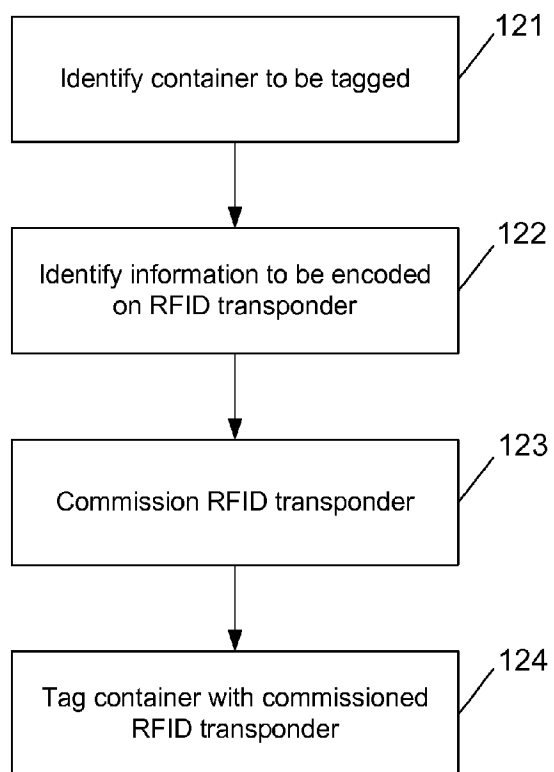 121
Identify container to be tagged
122
Identify information to be encoded
on RFID transponder
123
Commission RFID transponder
124
Tag container with commissioned
RFID transponder